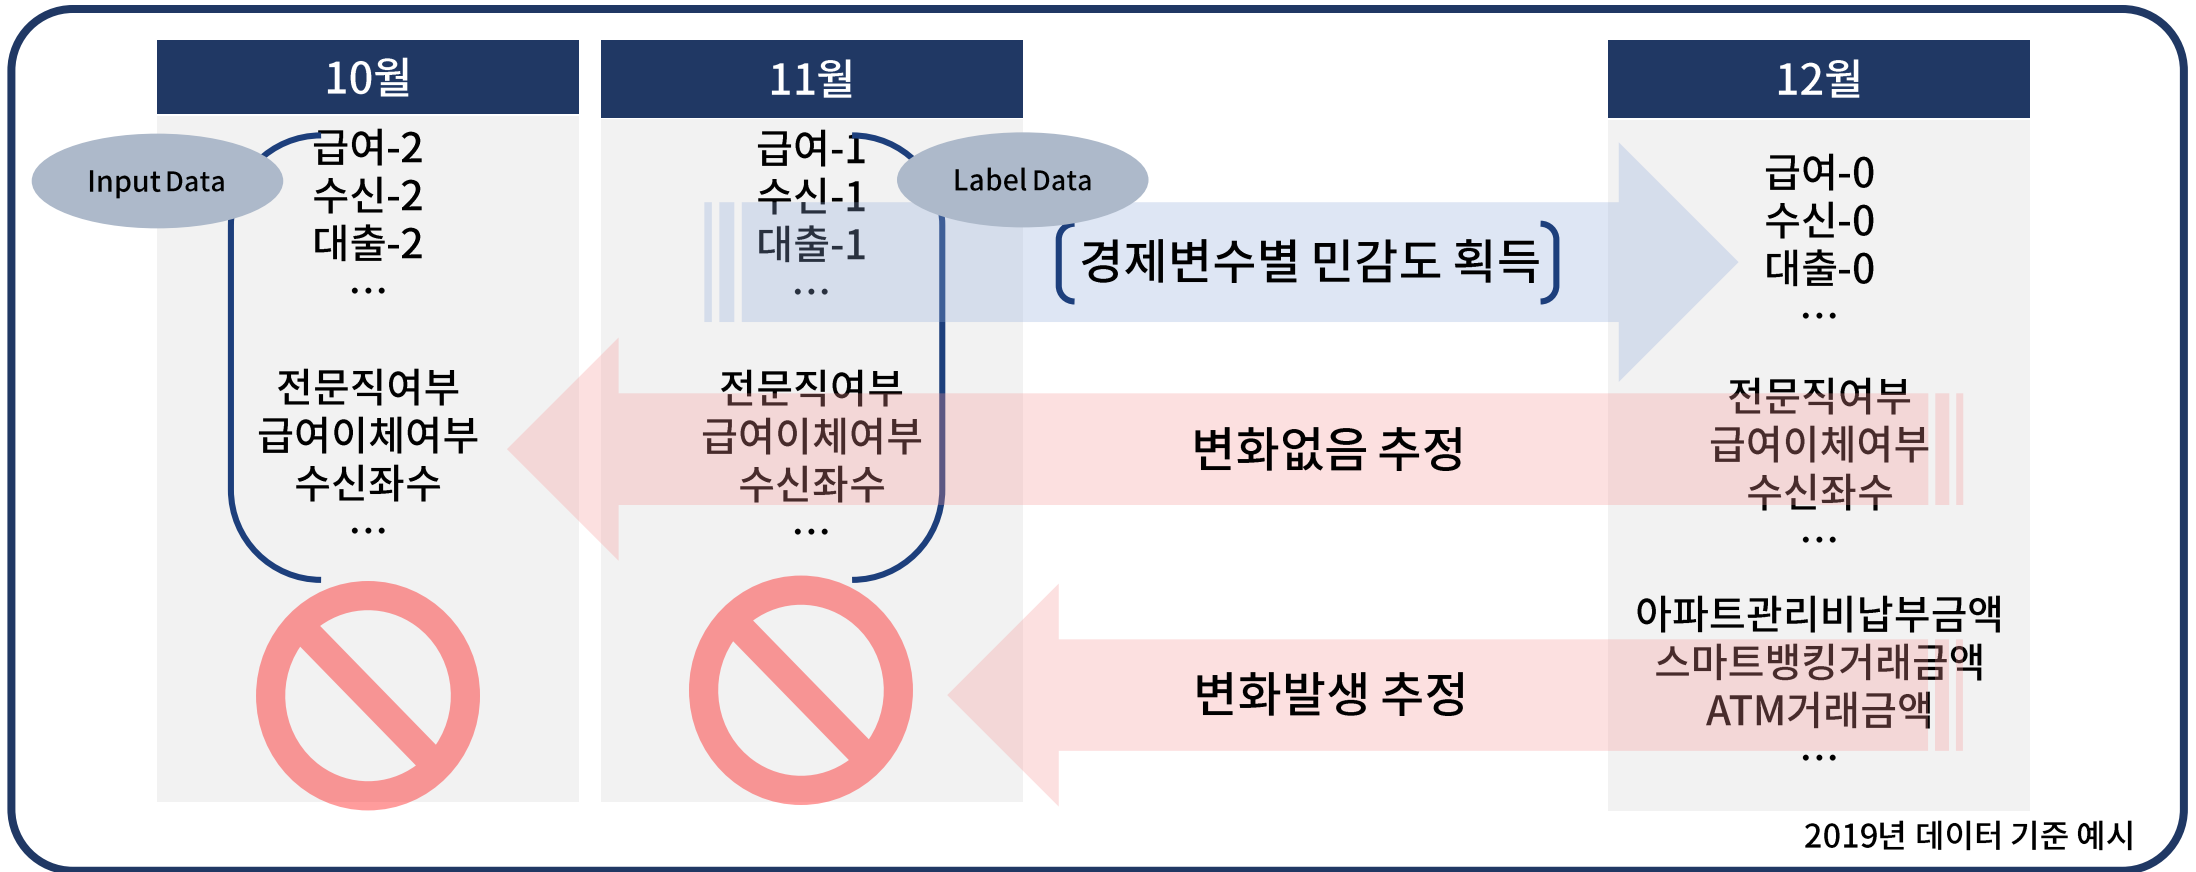 10월
Input Data
급여-2
수신-2
대출-2
...
전문직여부
급여이체여부
수신좌수
...
11월
Label Data
급여-1
수신-1
대출-1
...
전문직여부
급여이체여부
수신좌수
...
경제변수별 민감도 획득
변화없음 추정
변화발생 추정
12월
급여-0
수신-0
대출-0
...
전문직여부
급여이체여부
수신좌수
...
아파트관리비납부금액
스마트뱅킹거래금액
ATM거래금액
...
2019년 데이터 기준 예시